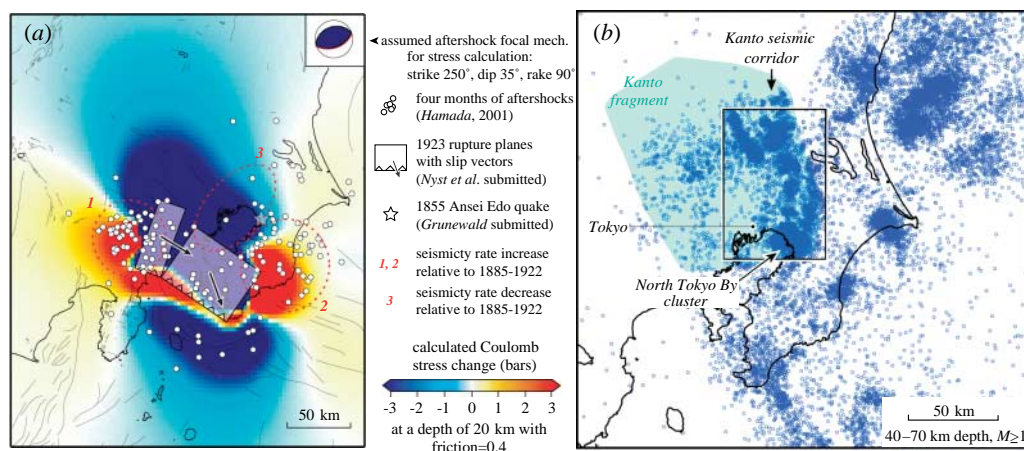 (a)
assumed aftershock focal mech.
for stress calculation:
strike 250°, dip 35°, rake 90°
four months of aftershocks
(Hamada, 2001)
1923 rupture planes
with slip vectors
(Nyst et al. submitted)
1855 Ansei Edo quake
(Grunewald submitted)
1, 2
seismicity rate increase
relative to 1885-1922
3
seismicty rate decrease
relative to 1885-1922
calculated Coulomb
stress change (bars)
-3 -2 -1 0 1 2 3
at a depth of 20 km with
friction=0.4
1
2
3
50 km
(b)
Kanto seismic
corridor
Kanto
fragment
Tokyo
North Tokyo By
cluster
50 km
40–70 km depth, M≥1